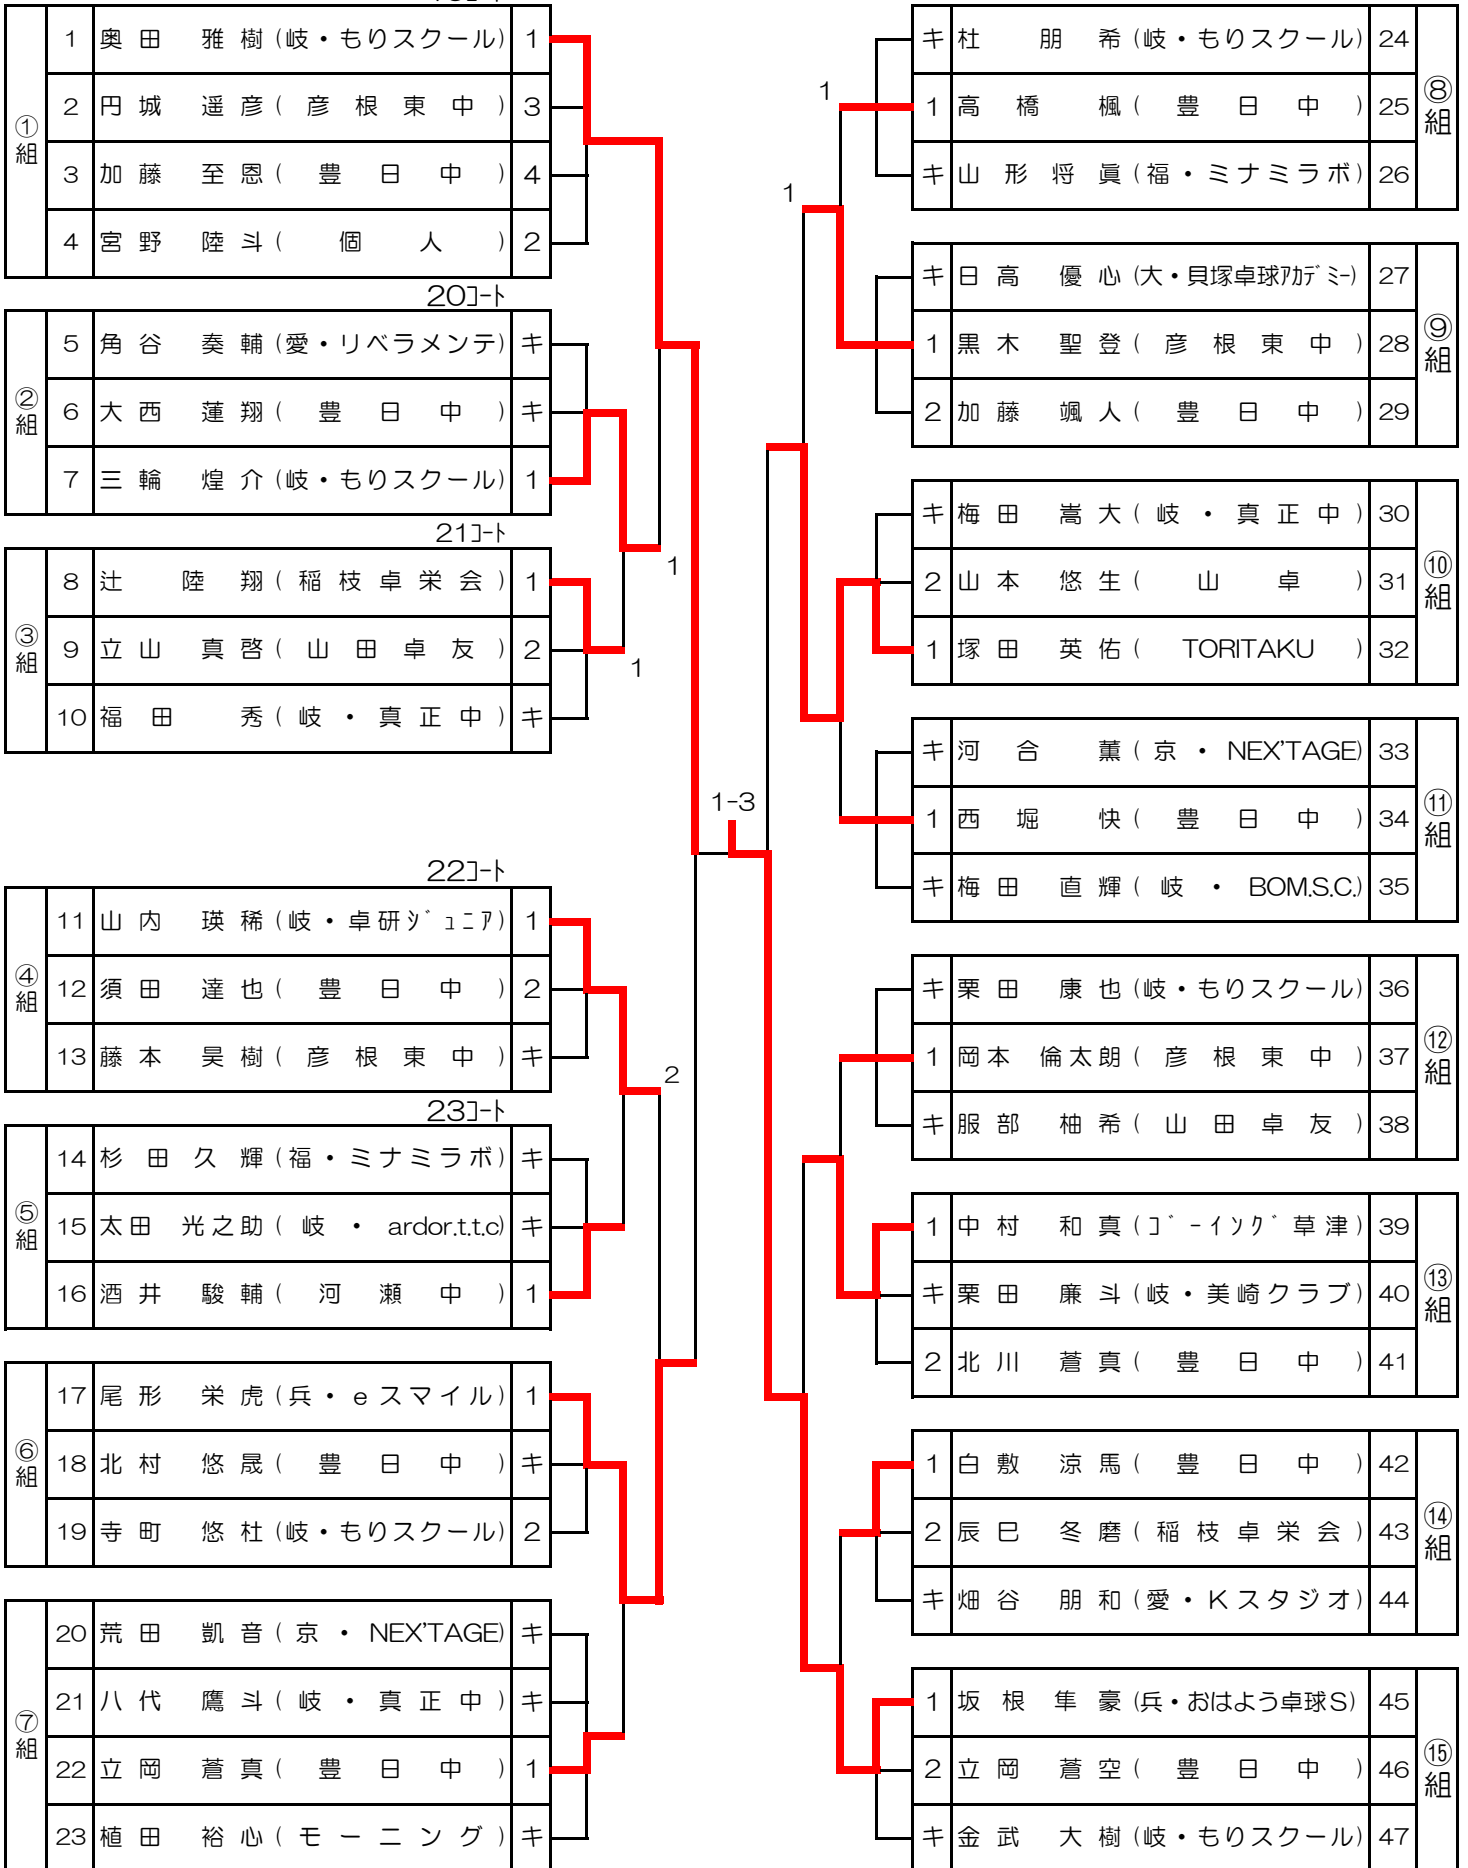 ①組
1 奥田 雅樹 (岐・もりスクール) 1
2 円城 遥彦 (彦根東中) 3
3 加藤 至恩 (豊日中) 4
4 宮野 陸斗 (個人) 2
20コート
②組
5 角谷 奏輔 (愛・リベラメンテ) キ
6 大西 蓮翔 (豊日中) キ
7 三輪 煌介 (岐・もりスクール) 1
21コート
③組
8 辻 陸翔 (稲枝卓栄会) 1
9 立山 真啓 (山田卓友) 2
10 福田 秀 (岐・真正中) キ
1
1
22コート
④組
11 山内 瑛稀 (岐・卓研ジュニア) 1
12 須田 達也 (豊日中) 2
13 藤本 昊樹 (彦根東中) キ
23コート
2
⑤組
14 杉田 久輝 (福・ミナミラボ) キ
15 太田 光之助 (岐・ardor.t.t.c) キ
16 酒井 駿輔 (河瀬中) 1
⑥組
17 尾形 栄虎 (兵・eスマイル) 1
18 北村 悠晟 (豊日中) キ
19 寺町 悠杜 (岐・もりスクール) 2
⑦組
20 荒田 凱音 (京・NEX'TAGE) キ
21 八代 鷹斗 (岐・真正中) キ
22 立岡 蒼真 (豊日中) 1
23 植田 裕心 (モーニング) キ
1-3
1
1
キ 杜 朋希 (岐・もりスクール) 24
1 高橋 楓 (豊日中) 25
キ 山形 将眞 (福・ミナミラボ) 26
⑧組
キ 日高 優心 (大・貝塚卓球ｱｶﾃﾞﾐｰ) 27
1 黒木 聖登 (彦根東中) 28
2 加藤 颯人 (豊日中) 29
⑨組
キ 梅田 嵩大 (岐・真正中) 30
2 山本 悠生 (山卓) 31
1 塚田 英佑 (TORITAKU) 32
⑩組
キ 河合 薫 (京・NEX'TAGE) 33
1 西堀 快 (豊日中) 34
キ 梅田 直輝 (岐・BOM.S.C.) 35
⑪組
キ 栗田 康也 (岐・もりスクール) 36
1 岡本 倫太朗 (彦根東中) 37
キ 服部 柚希 (山田卓友) 38
⑫組
1 中村 和真 (ｺﾞｰｲﾝｸﾞ草津) 39
キ 栗田 廉斗 (岐・美崎クラブ) 40
2 北川 蒼真 (豊日中) 41
⑬組
1 白敷 涼馬 (豊日中) 42
2 辰巳 冬磨 (稲枝卓栄会) 43
キ 畑谷 朋和 (愛・Kスタジオ) 44
⑭組
1 坂根 隼豪 (兵・おはよう卓球S) 45
2 立岡 蒼空 (豊日中) 46
キ 金武 大樹 (岐・もりスクール) 47
⑮組